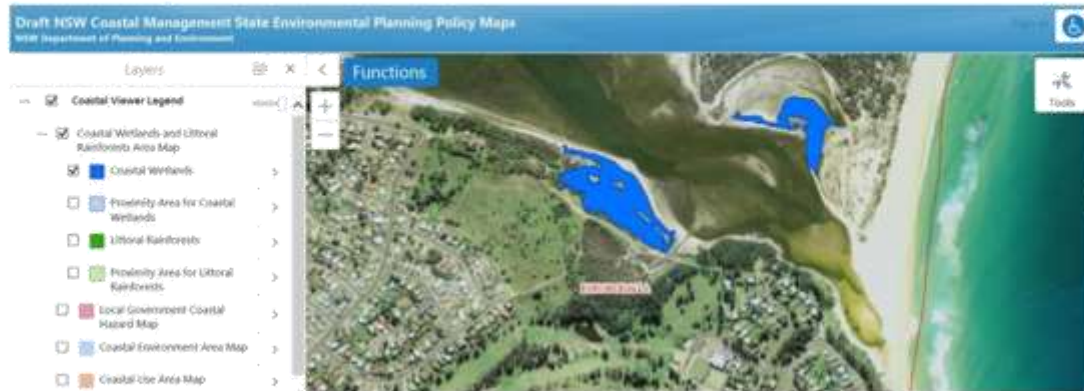 Draft NSW Coastal Management State Environmental Planning Policy Maps
NSW Department of Planning and Environment
Layers
Functions
Tools
Coastal Viewer Legend
Coastal Wetlands and Littoral
Rainforests Area Map
Coastal Wetlands
Proximity Area for Coastal
Wetlands
Littoral Rainforests
Proximity Area for Littoral
Rainforests
Local Government Coastal
Hazard Map
Coastal Environment Area Map
Coastal Use Area Map